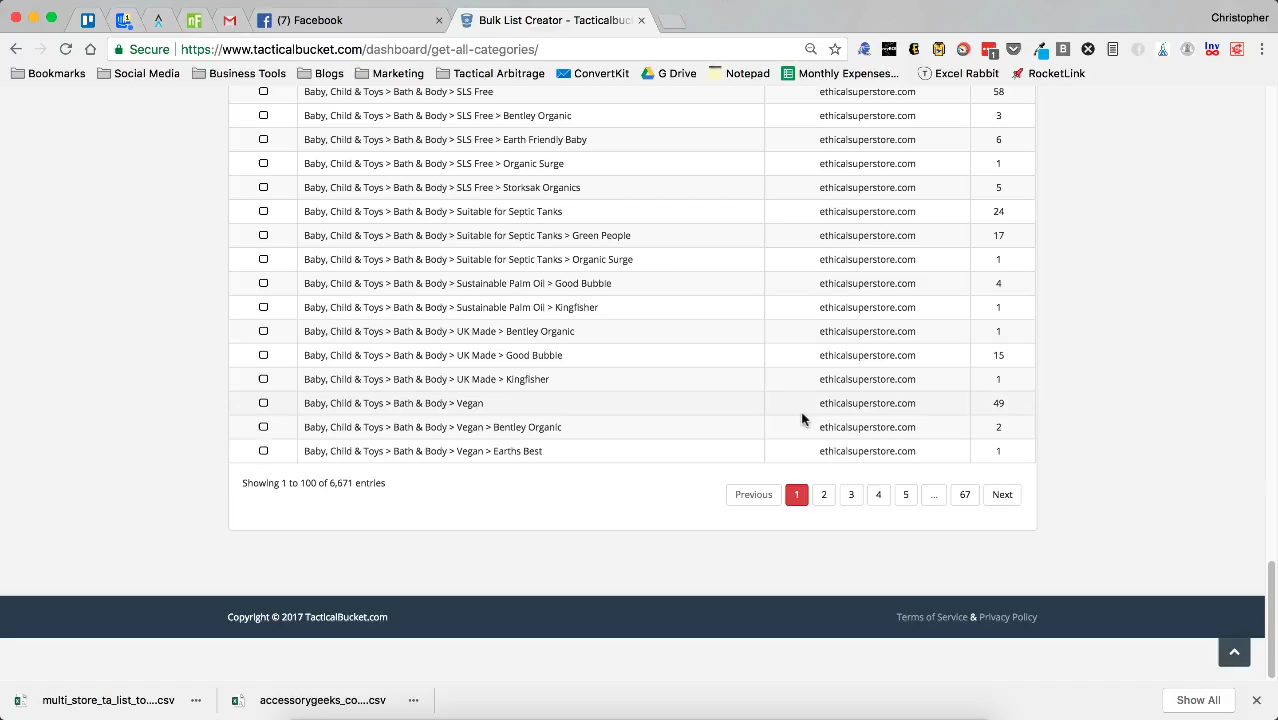 (7) Facebook
Bulk List Creator - Tacticalbuc
Christopher
Secure
https://www.tacticalbucket.com/dashboard/get-all-categories/
Bookmarks
Social Media
Business Tools
Blogs
Marketing
Tactical Arbitrage
ConvertKit
G Drive
Notepad
Monthly Expenses...
Excel Rabbit
RocketLink
Baby, Child & Toys > Bath & Body > SLS Free ethicalsuperstore.com 58
Baby, Child & Toys > Bath & Body > SLS Free > Bentley Organic ethicalsuperstore.com 3
Baby, Child & Toys > Bath & Body > SLS Free > Earth Friendly Baby ethicalsuperstore.com 6
Baby, Child & Toys > Bath & Body > SLS Free > Organic Surge ethicalsuperstore.com 1
Baby, Child & Toys > Bath & Body > SLS Free > Storksak Organics ethicalsuperstore.com 5
Baby, Child & Toys > Bath & Body > Suitable for Septic Tanks ethicalsuperstore.com 24
Baby, Child & Toys > Bath & Body > Suitable for Septic Tanks > Green People ethicalsuperstore.com 17
Baby, Child & Toys > Bath & Body > Suitable for Septic Tanks > Organic Surge ethicalsuperstore.com 1
Baby, Child & Toys > Bath & Body > Sustainable Palm Oil > Good Bubble ethicalsuperstore.com 4
Baby, Child & Toys > Bath & Body > Sustainable Palm Oil > Kingfisher ethicalsuperstore.com 1
Baby, Child & Toys > Bath & Body > UK Made > Bentley Organic ethicalsuperstore.com 1
Baby, Child & Toys > Bath & Body > UK Made > Good Bubble ethicalsuperstore.com 15
Baby, Child & Toys > Bath & Body > UK Made > Kingfisher ethicalsuperstore.com 1
Baby, Child & Toys > Bath & Body > Vegan ethicalsuperstore.com 49
Baby, Child & Toys > Bath & Body > Vegan > Bentley Organic ethicalsuperstore.com 2
Baby, Child & Toys > Bath & Body > Vegan > Earths Best ethicalsuperstore.com 1
Showing 1 to 100 of 6,671 entries
Previous 1 2 3 4 5 ... 67 Next
Copyright © 2017 TacticalBucket.com
Terms of Service & Privacy Policy
multi_store_ta_list_to....csv
accessorygeeks_co....csv
Show All